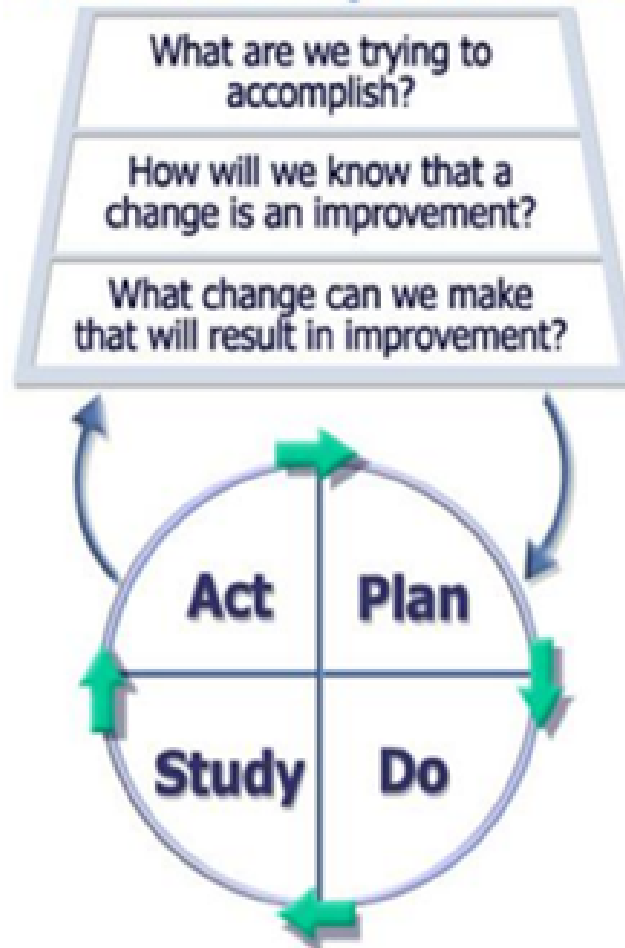 What are we trying to
accomplish?
How will we know that a
change is an improvement?
What change can we make
that will result in improvement?
Act
Plan
Study
Do